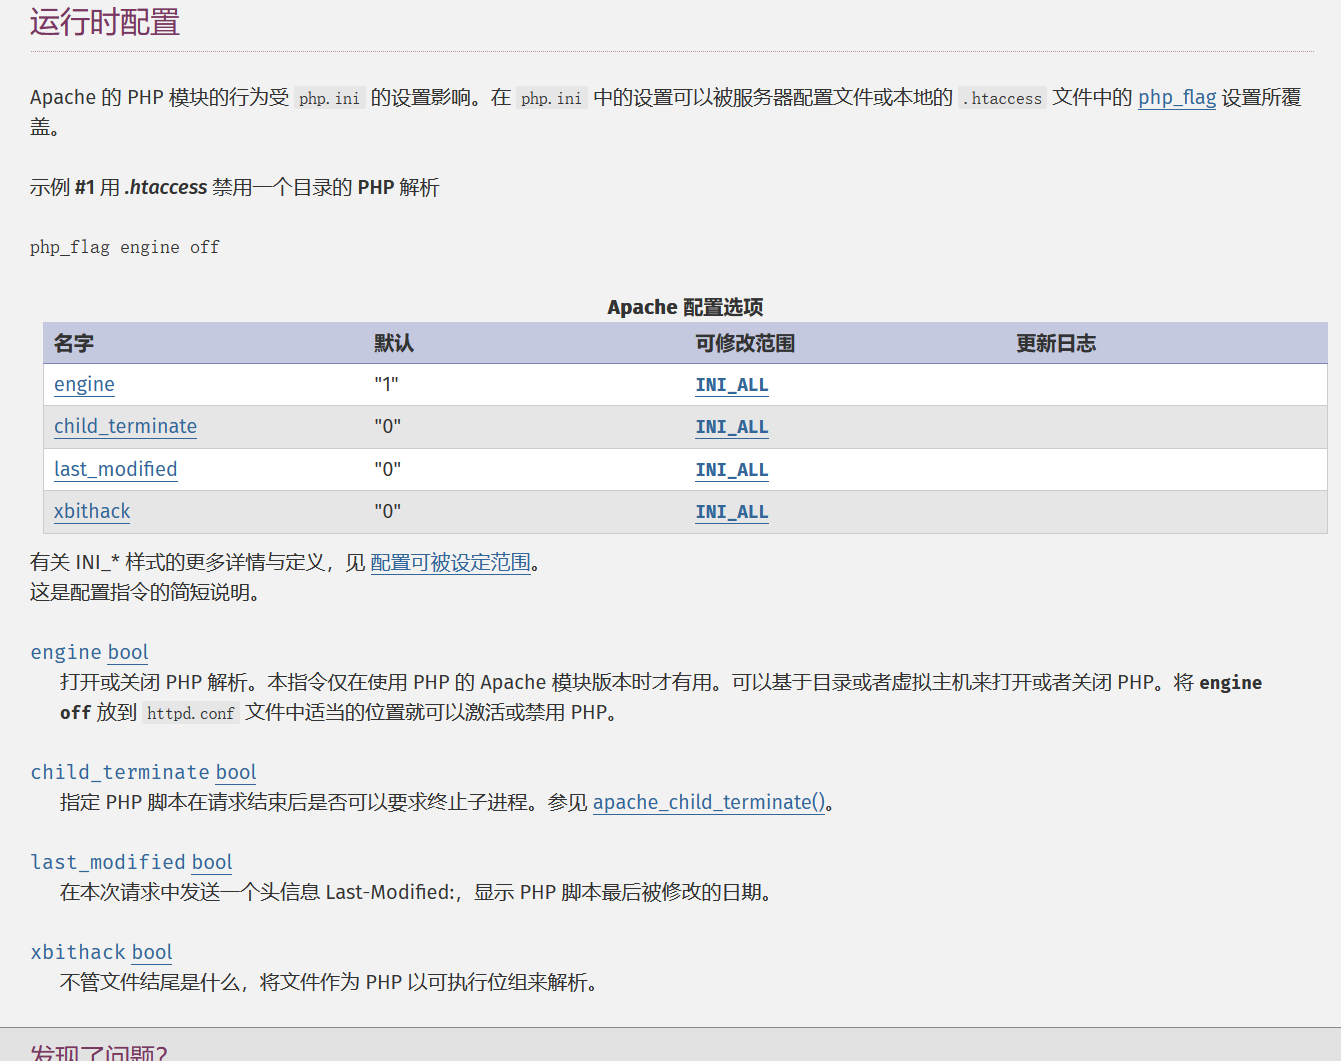 运行时配置
Apache 的 PHP 模块的行为受 php.ini 的设置影响。在 php.ini 中的设置可以被服务器配置文件或本地的 .htaccess 文件中的 php_flag 设置所覆
盖。
示例 #1 用 .htaccess 禁用一个目录的 PHP 解析
php_flag engine off
Apache 配置选项
名字 默认 可修改范围 更新日志
engine "1" INI_ALL
child_terminate "0" INI_ALL
last_modified "0" INI_ALL
xbithack "0" INI_ALL
有关 INI_* 样式的更多详情与定义，见 配置可被设定范围。
这是配置指令的简短说明。
engine bool
打开或关闭 PHP 解析。本指令仅在使用 PHP 的 Apache 模块版本时才有用。可以基于目录或者虚拟主机来打开或者关闭 PHP。将 engine
off 放到 httpd.conf 文件中适当的位置就可以激活或禁用 PHP。
child_terminate bool
指定 PHP 脚本在请求结束后是否可以要求终止子进程。参见 apache_child_terminate()。
last_modified bool
在本次请求中发送一个头信息 Last-Modified:，显示 PHP 脚本最后被修改的日期。
xbithack bool
不管文件结尾是什么，将文件作为 PHP 以可执行位组来解析。
发现了问题？